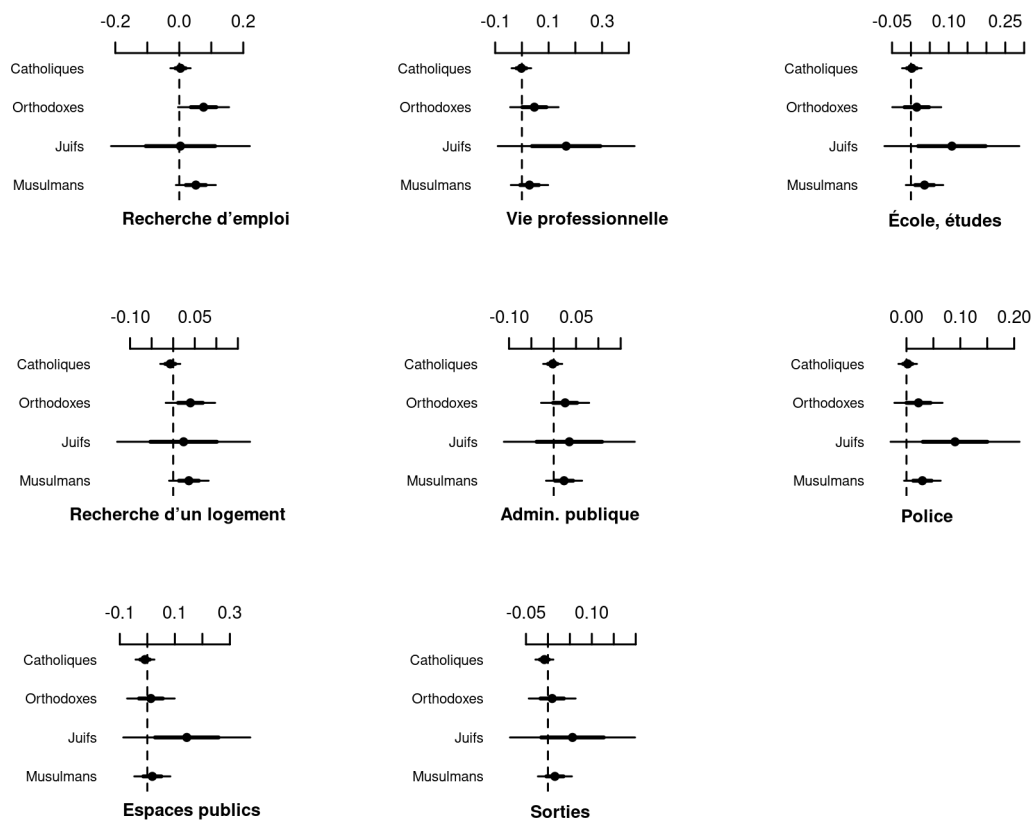 -0.2 0.0 0.2
Catholiques
Orthodoxes
Juifs
Musulmans
Recherche d’emploi
-0.1 0.1 0.3
Catholiques
Orthodoxes
Juifs
Musulmans
Vie professionnelle
-0.05 0.10 0.25
Catholiques
Orthodoxes
Juifs
Musulmans
École, études
-0.10 0.05
Catholiques
Orthodoxes
Juifs
Musulmans
Recherche d’un logement
-0.10 0.05
Catholiques
Orthodoxes
Juifs
Musulmans
Admin. publique
0.00 0.10 0.20
Catholiques
Orthodoxes
Juifs
Musulmans
Police
-0.1 0.1 0.3
Catholiques
Orthodoxes
Juifs
Musulmans
Espaces publics
-0.05 0.10
Catholiques
Orthodoxes
Juifs
Musulmans
Sorties